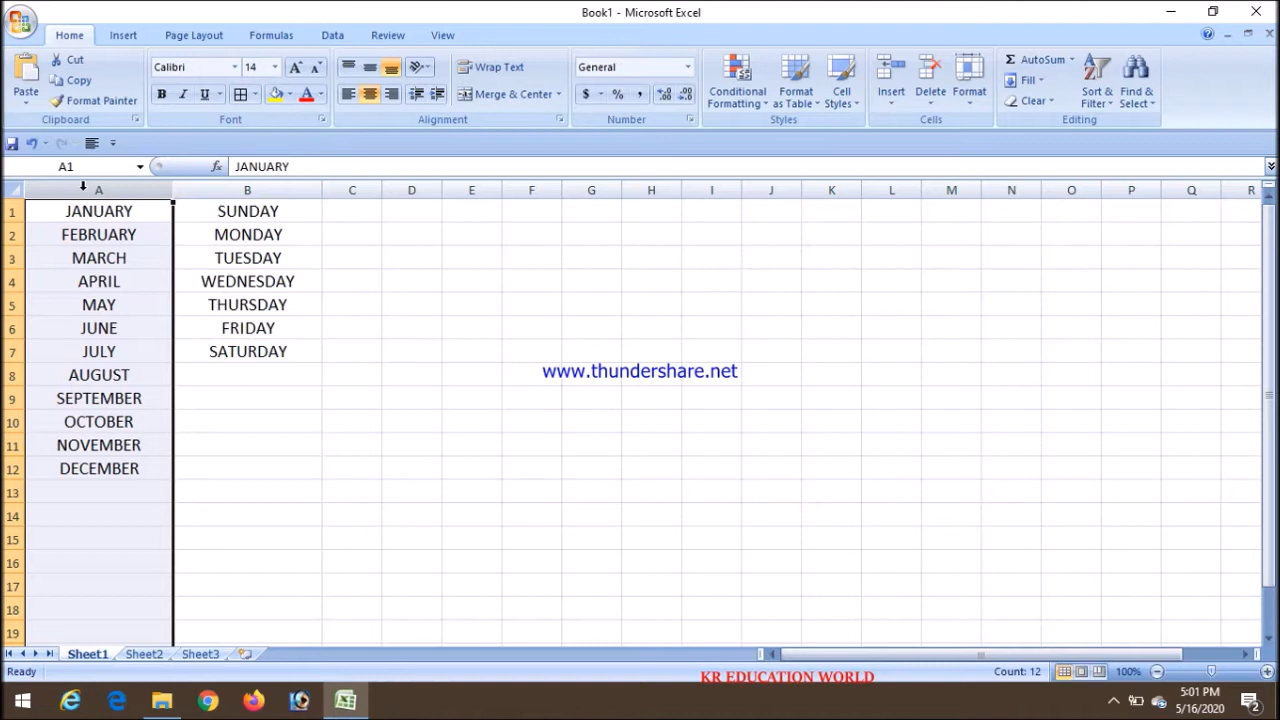 Book1 - Microsoft Excel
Home Insert Page Layout Formulas Data Review View
Paste Cut Copy Format Painter
Clipboard
Calibri 14
B I U A
Font
Wrap Text
Merge & Center
Alignment
General
$ % ,
Number
Conditional Formatting
Format as Table
Cell Styles
Styles
Insert Delete Format
Cells
Σ AutoSum
Fill
Clear
Sort & Filter
Find & Select
Editing
A1 fx JANUARY
A B C D E F G H I J K L M N O P Q R
1 JANUARY SUNDAY
2 FEBRUARY MONDAY
3 MARCH TUESDAY
4 APRIL WEDNESDAY
5 MAY THURSDAY
6 JUNE FRIDAY
7 JULY SATURDAY
www.thundershare.net
8 AUGUST
9 SEPTEMBER
10 OCTOBER
11 NOVEMBER
12 DECEMBER
13
14
15
16
17
18
19
Sheet1 Sheet2 Sheet3
Ready Count: 12 100%
KR EDUCATION WORLD
5:01 PM
5/16/2020
2